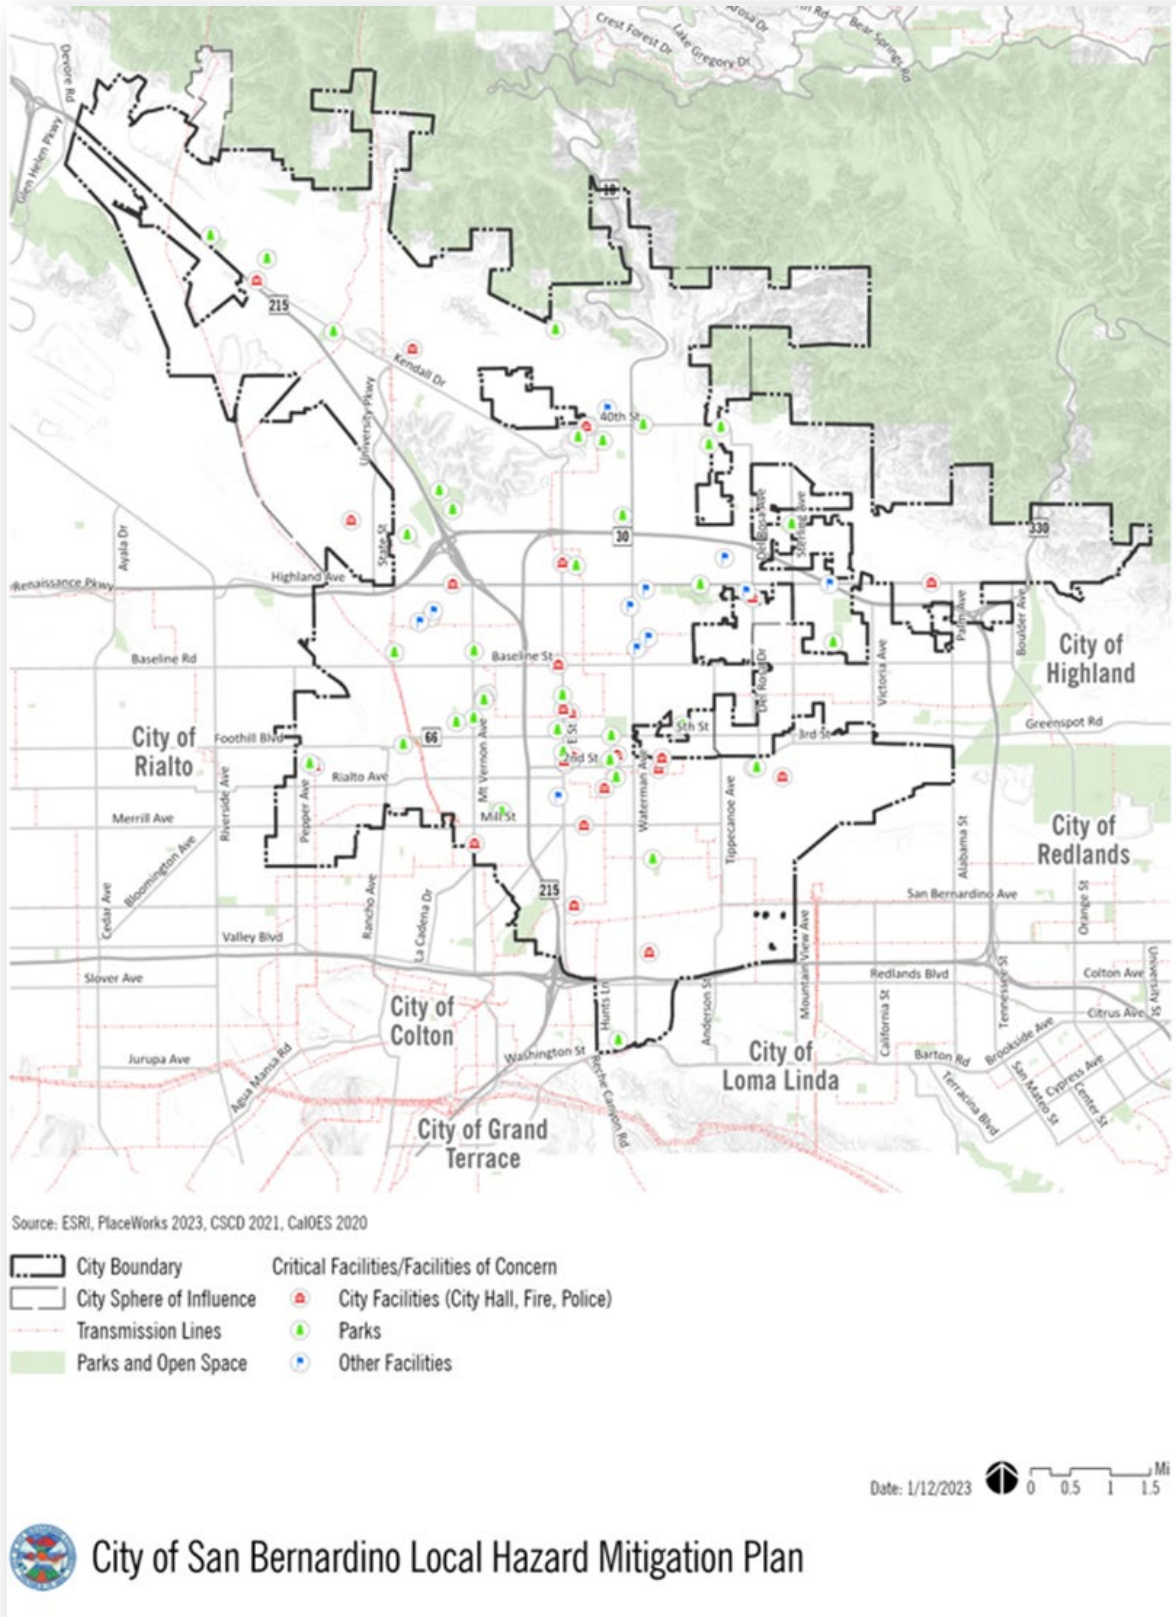 Crest Forest Dr
Lake Gregory Dr
Arosa Dr
Bear Springs Rd
Devore Rd
Glen Helen Pkwy
18
215
Kendall Dr
University Pkwy
40th St
30
330
Ayala Dr
State St
Del Rosa Ave
Sterling Ave
Renaissance Pkwy
Highland Ave
Palm Ave
Boulder Ave
City of
Highland
Baseline Rd
Baseline St
Del Rosa Dr
Victoria Ave
City of
Rialto
Foothill Blvd
66
E St
5th St
3rd St
Greenspot Rd
2nd St
Rialto Ave
Riverside Ave
Pepper Ave
Mt Vernon Ave
Waterman Ave
Tippecanoe Ave
Merrill Ave
Mill St
Alabama St
City of
Redlands
Bloomington Ave
Cedar Ave
Rancho Ave
La Cadena Dr
215
San Bernardino Ave
Orange St
Valley Blvd
Mountain View Ave
Slover Ave
Redlands Blvd
Colton Ave
University St
Tennessee St
City of
Colton
Hunts Ln
Anderson St
California St
Citrus Ave
Jurupa Ave
Agua Mansa Rd
Washington St
City of
Loma Linda
Barton Rd
Brookside Ave
Reche Canyon Rd
Terracina Blvd
San Mateo St
Cypress Ave
Center St
City of Grand
Terrace
Source: ESRI, PlaceWorks 2023, CSCD 2021, CalOES 2020
City Boundary
City Sphere of Influence
Transmission Lines
Parks and Open Space
Critical Facilities/Facilities of Concern
City Facilities (City Hall, Fire, Police)
Parks
Other Facilities
Date: 1/12/2023
Mi
0 0.5 1 1.5
City of San Bernardino Local Hazard Mitigation Plan